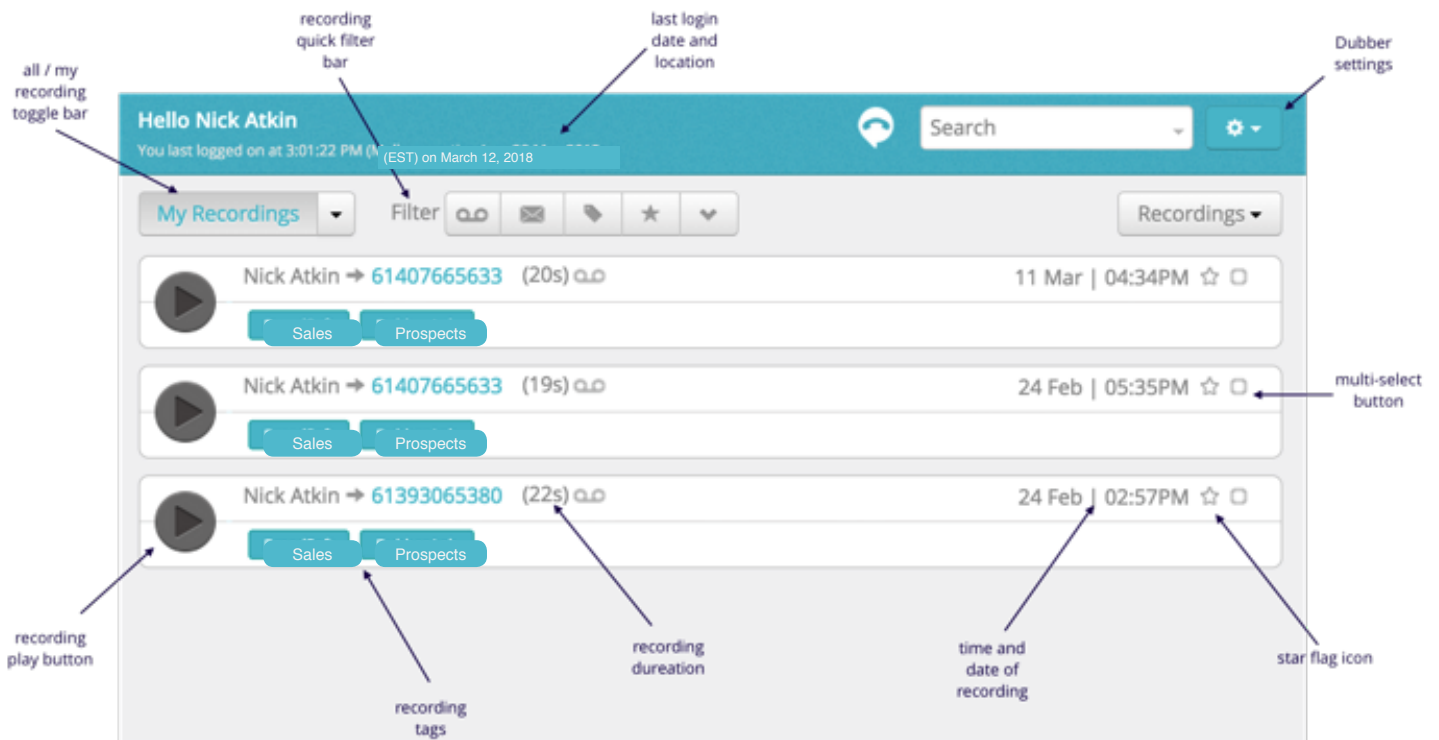 recording
quick filter
bar
last login
date and
location
Dubber
settings
all / my
recording
toggle bar
Hello Nick Atkin
Search
You last logged on at 3:01:22 PM (EST) on March 12, 2018
My Recordings
Filter
Recordings
Nick Atkin → 61407665633 (20s)
11 Mar | 04:34PM
Sales Prospects
Nick Atkin → 61407665633 (19s)
24 Feb | 05:35PM
multi-select
button
Sales Prospects
Nick Atkin → 61393065380 (22s)
24 Feb | 02:57PM
Sales Prospects
recording
play button
recording
dureation
time and
date of
recording
star flag icon
recording
tags